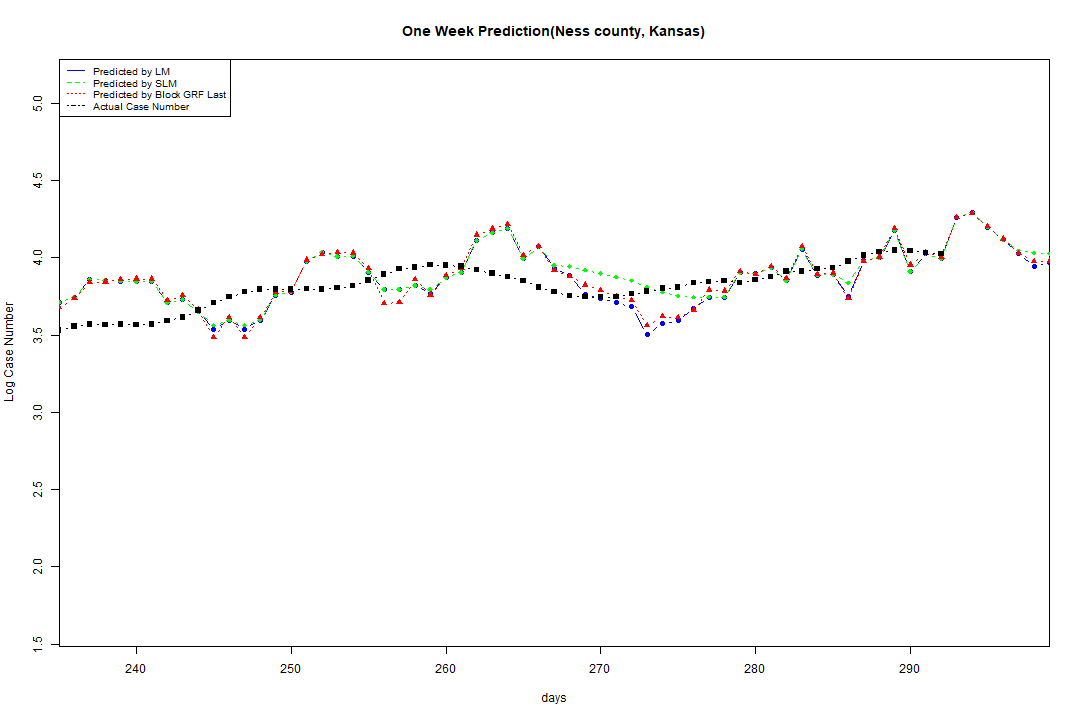 One Week Prediction(Ness county, Kansas)
Predicted by LM
Predicted by SLM
Predicted by Block GRF Last
Actual Case Number
Log Case Number
5.0
4.5
4.0
3.5
3.0
2.5
2.0
1.5
240 250 260 270 280 290
days